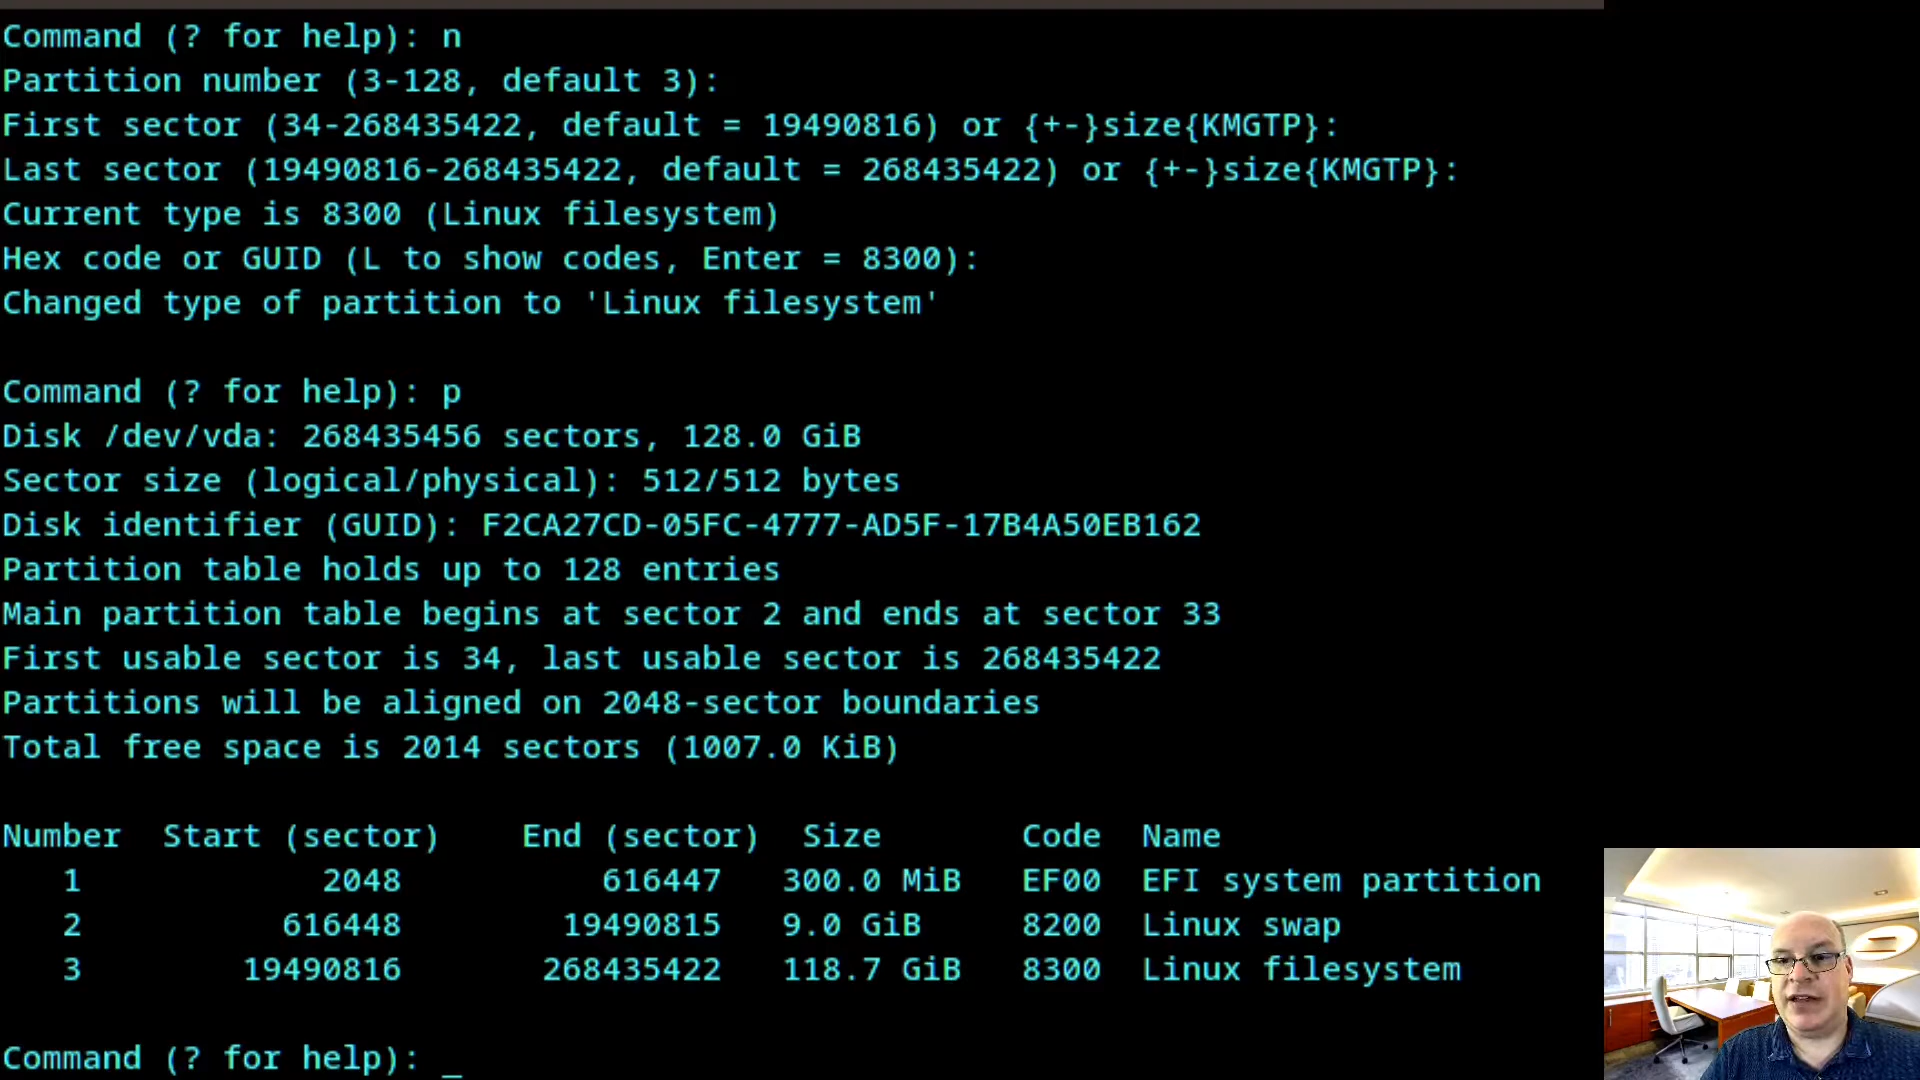 Command (? for help): n
Partition number (3-128, default 3):
First sector (34-268435422, default = 19490816) or {+-}size{KMGTP}:
Last sector (19490816-268435422, default = 268435422) or {+-}size{KMGTP}:
Current type is 8300 (Linux filesystem)
Hex code or GUID (L to show codes, Enter = 8300):
Changed type of partition to 'Linux filesystem'
Command (? for help): p
Disk /dev/vda: 268435456 sectors, 128.0 GiB
Sector size (logical/physical): 512/512 bytes
Disk identifier (GUID): F2CA27CD-05FC-4777-AD5F-17B4A50EB162
Partition table holds up to 128 entries
Main partition table begins at sector 2 and ends at sector 33
First usable sector is 34, last usable sector is 268435422
Partitions will be aligned on 2048-sector boundaries
Total free space is 2014 sectors (1007.0 KiB)
Number  Start (sector)    End (sector)  Size       Code  Name
   1            2048          616447   300.0 MiB   EF00  EFI system partition
   2          616448        19490815   9.0 GiB     8200  Linux swap
   3        19490816       268435422   118.7 GiB   8300  Linux filesystem
Command (? for help): _